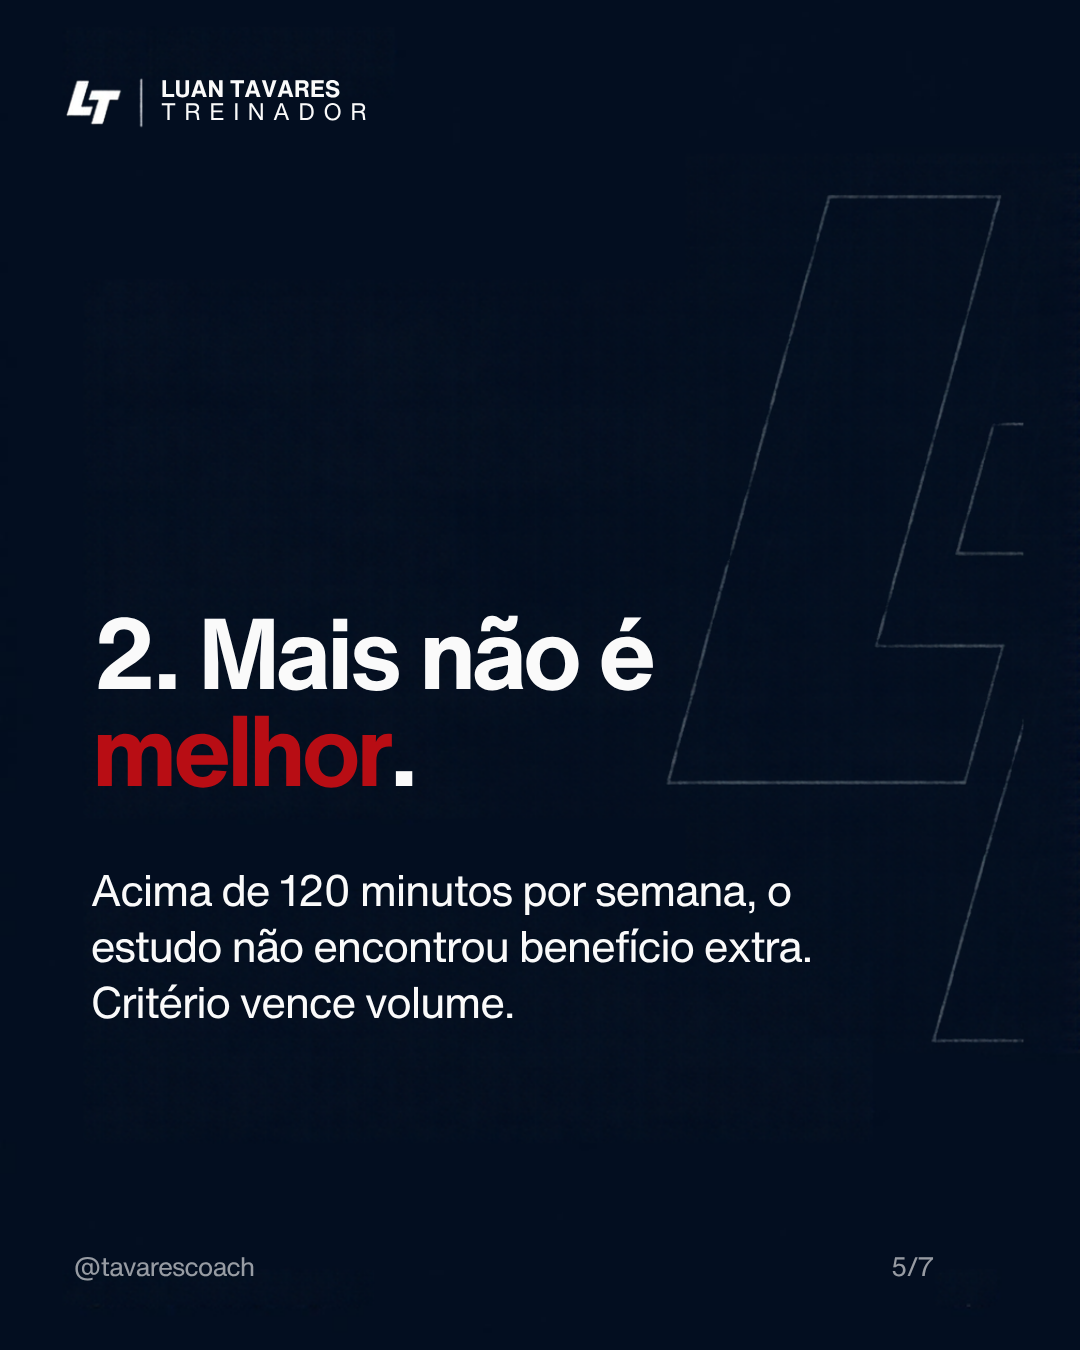 LT
LUAN TAVARES
TREINADOR
2. Mais não é
melhor.
Acima de 120 minutos por semana, o
estudo não encontrou benefício extra.
Critério vence volume.
@tavarescoach
5/7